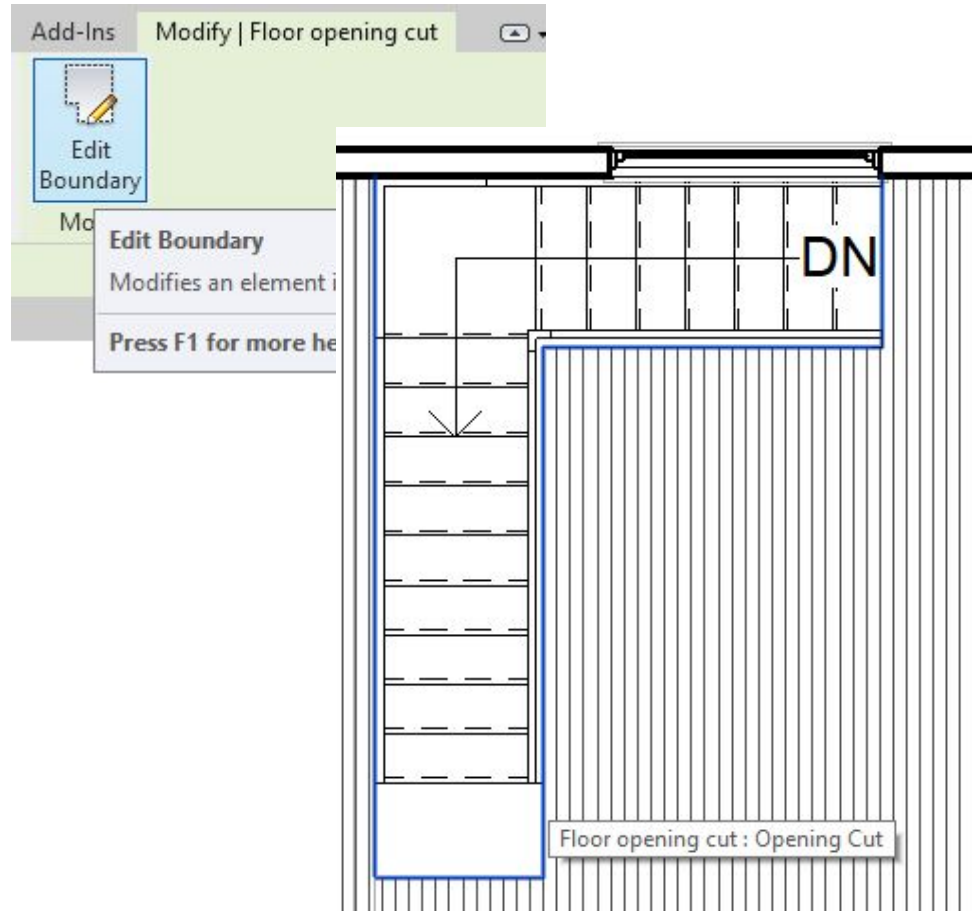 Add-Ins Modify | Floor opening cut
Edit
Boundary
Mo
Edit Boundary
Modifies an element i
Press F1 for more he
DN
Floor opening cut : Opening Cut